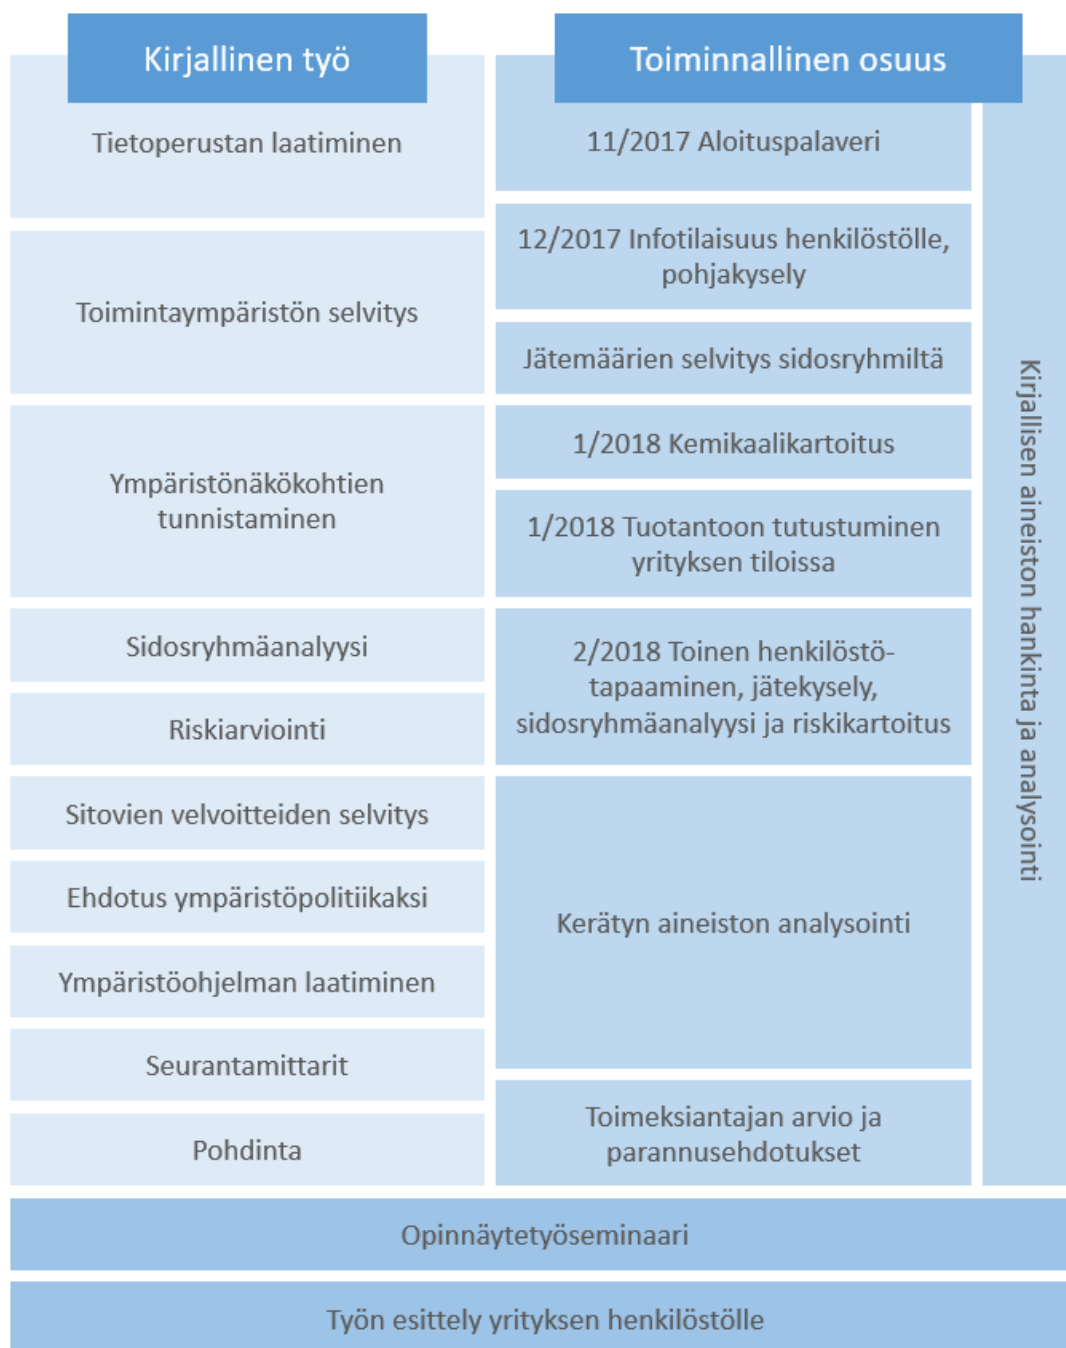 Kirjallinen työ
Tietoperustan laatiminen
Toimintaympäristön selvitys
Ympäristönäkökohtien
tunnistaminen
Sidosryhmäanalyysi
Riskiarviointi
Sitovien velvoitteiden selvitys
Ehdotus ympäristöpolitiikaksi
Ympäristöohjelman laatiminen
Seurantamittarit
Pohdinta
Toiminnallinen osuus
11/2017 Aloituspalaveri
12/2017 Infotilaisuus henkilöstölle,
pohjakysely
Jätemäärien selvitys sidosryhmiltä
1/2018 Kemikaalikartoitus
1/2018 Tuotantoon tutustuminen
yrityksen tiloissa
2/2018 Toinen henkilöstö-
tapaaminen, jätekysely,
sidosryhmäanalyysi ja riskikartoitus
Kerätyn aineiston analysointi
Toimeksiantajan arvio ja
parannusehdotukset
Kirjallisen aineiston hankinta ja analysointi
Opinnäytetyöseminaari
Työn esittely yrityksen henkilöstölle